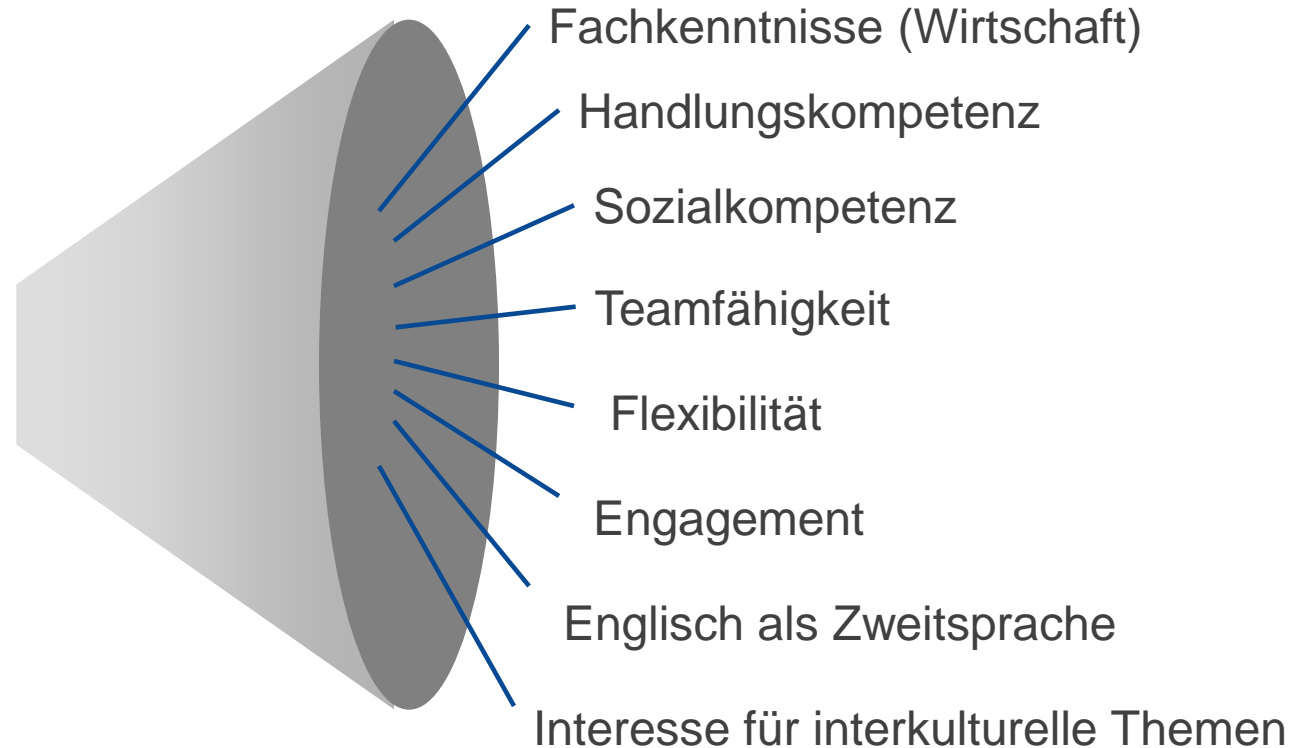 Fachkenntnisse (Wirtschaft)
Handlungskompetenz
Sozialkompetenz
Teamfähigkeit
Flexibilität
Engagement
Englisch als Zweitsprache
Interesse für interkulturelle Themen